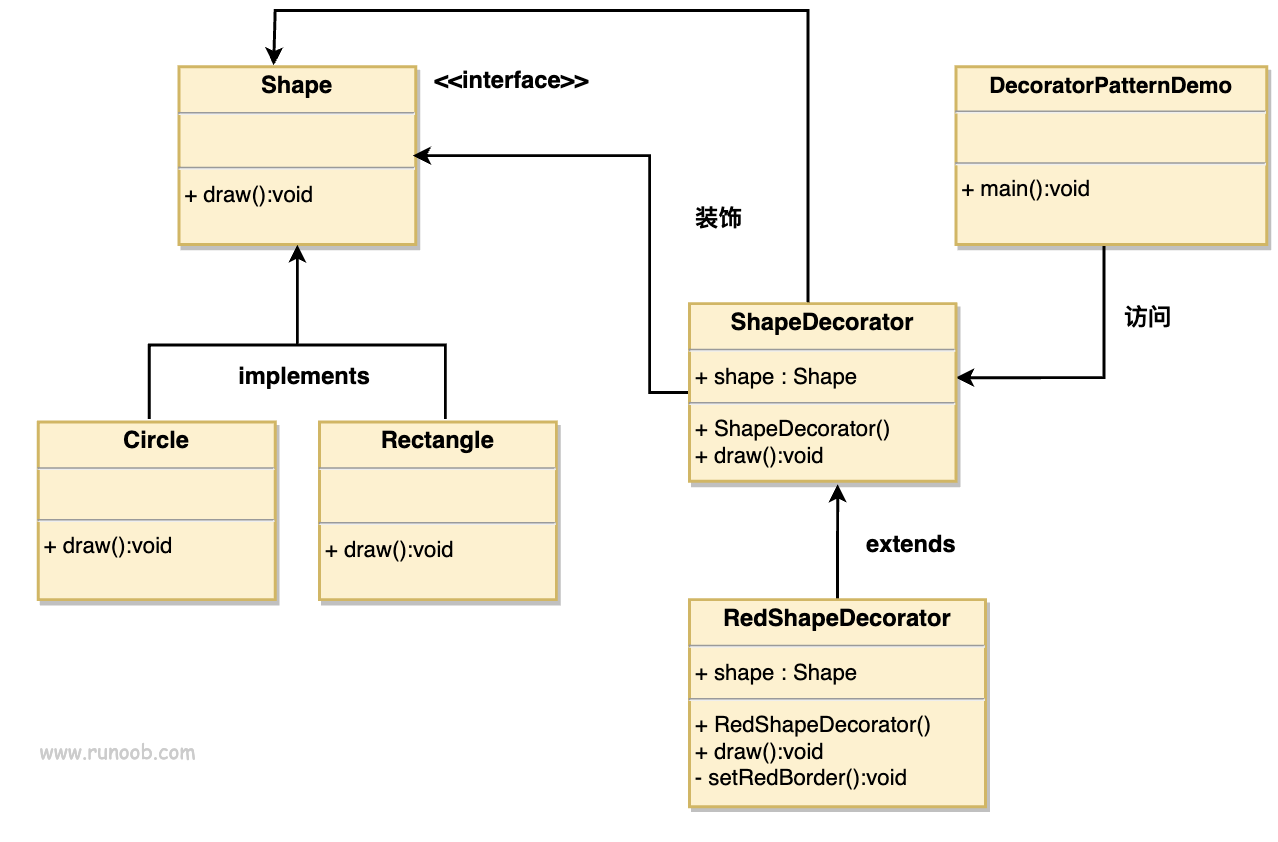 Shape
<<interface>>
+ draw():void
DecoratorPatternDemo
+ main():void
装饰
访问
implements
Circle
+ draw():void
Rectangle
+ draw():void
ShapeDecorator
+ shape : Shape
+ ShapeDecorator()
+ draw():void
extends
RedShapeDecorator
+ shape : Shape
+ RedShapeDecorator()
+ draw():void
- setRedBorder():void
www.runoob.com